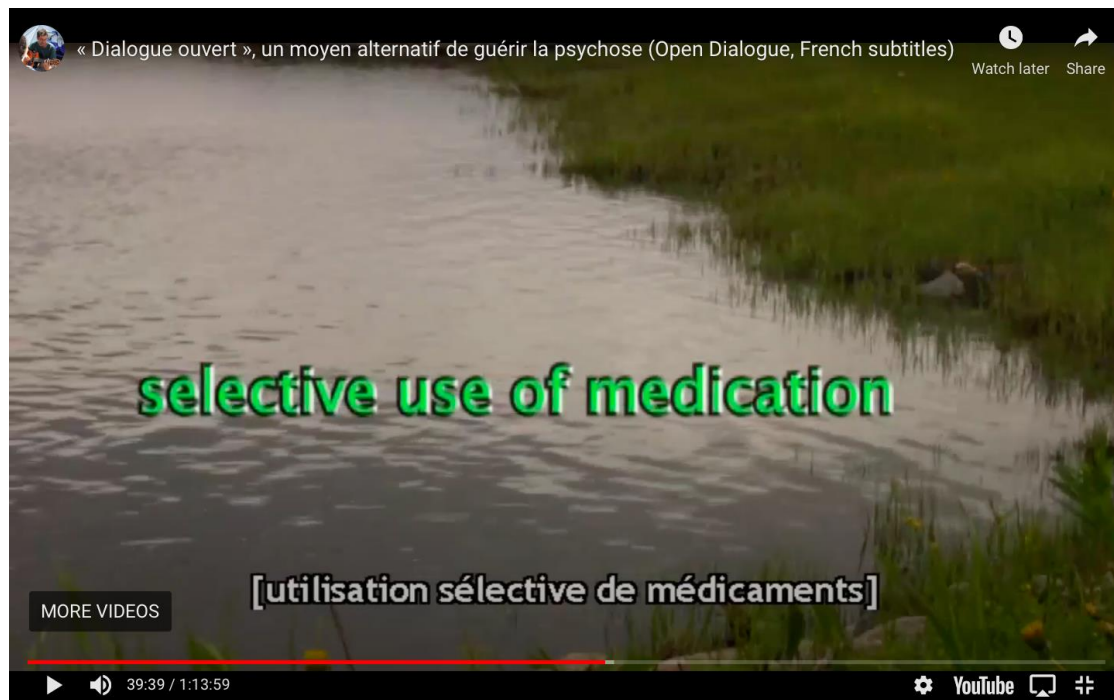 « Dialogue ouvert », un moyen alternatif de guérir la psychose (Open Dialogue, French subtitles)
Watch later
Share
selective use of medication
[utilisation sélective de médicaments]
MORE VIDEOS
39:39 / 1:13:59
YouTube